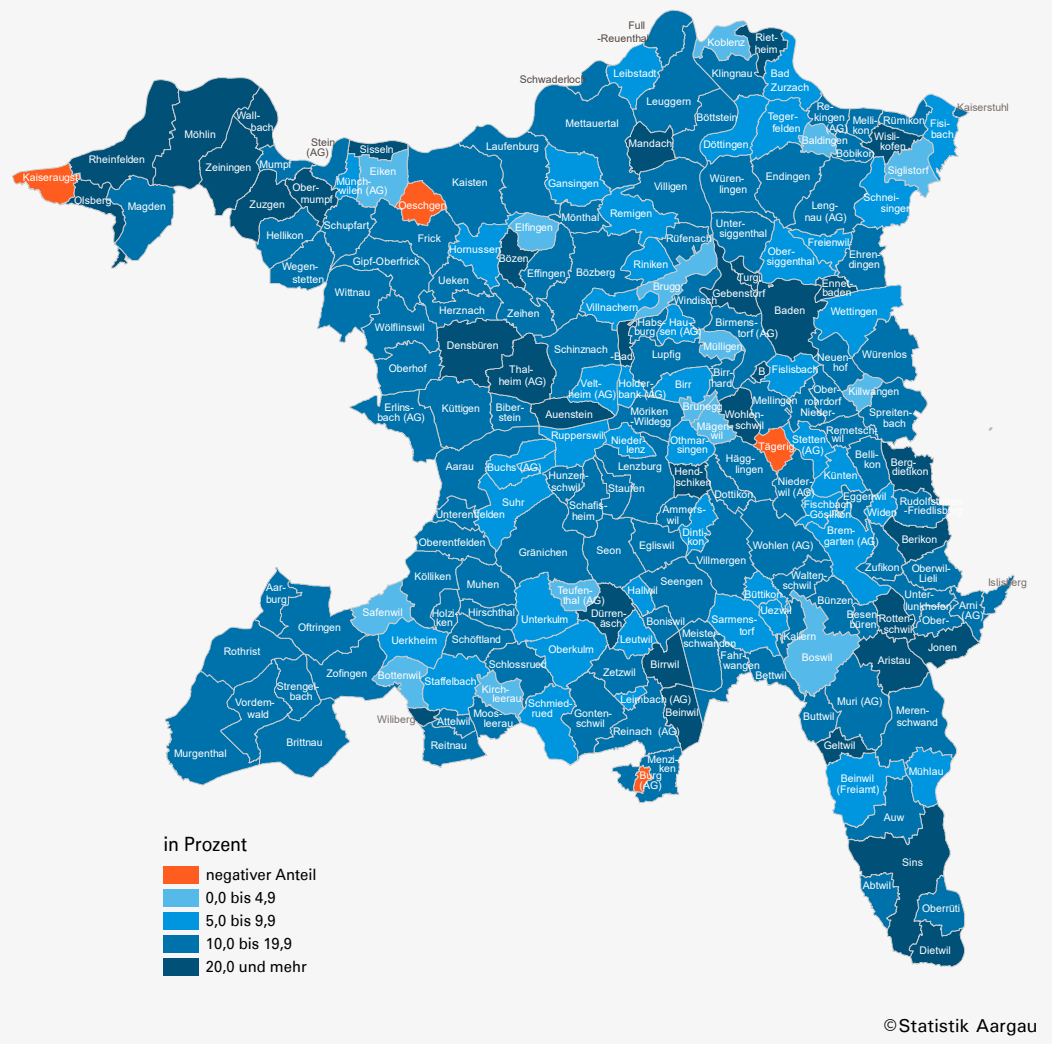 Full
-Reuenthal
Koblenz
Riet-
heim
Leibstadt
Klingnau
Bad
Zurzach
Schwaderloch
Leuggern
Böttstein
Mettauertal
Kaiserstuhl
Re-
kingen
(AG)
Melli-
kon
Rümikon
Fisi-
bach
Teger-
felden
Baldingen
Wisli-
kofen
Böbikon
Siglistorf
Wall-
bach
Möhlin
Stein
(AG)
Sisseln
Laufenburg
Mandach
Döttingen
Rheinfelden
Zeiningen
Mumpf
Münch-
wilen (AG)
Eiken
Kaisten
Gansingen
Villigen
Würen-
lingen
Endingen
Kaiseraugst
Olsberg
Magden
Zuzgen
Ober-
mumpf
Oeschgen
Schupfart
Hellikon
Wegen-
stetten
Frick
Elfingen
Mönthal
Remigen
Leng-
nau (AG)
Schnei-
singen
Gipf-Oberfrick
Hornussen
Bözen
Effingen
Bözberg
Riniken
Rüfenach
Unter-
siggenthal
Ober-
siggenthal
Freienwil
Ehren-
dingen
Wittnau
Ueken
Herznach
Zeihen
Villnachern
Brugg
Windisch
Turgi
Gebenstorf
Baden
Ennet-
baden
Wettingen
Wölflinswil
Densbüren
Schinznach
-Bad
Habs-
burg
Hau-
sen (AG)
Birmens-
torf (AG)
Mülligen
Lupfig
Neuen-
hof
Würenlos
Oberhof
Thal-
heim (AG)
Velt-
heim (AG)
Holder-
bank (AG)
Birr
Birr-
hard
B
Fislisbach
Killwangen
Erlins-
bach (AG)
Küttigen
Biber-
stein
Auenstein
Möriken
-Wildegg
Brunegg
Mägen-
wil
Wohlen-
schwil
Mellingen
Ober-
rohrdorf
Nieder-
Spreiten-
bach
Remetsch-
wil
Rupperswil
Nieder-
lenz
Othmar-
singen
Tägerig
Stetten
(AG)
Belli-
kon
Berg-
dietikon
Aarau
Buchs (AG)
Hunzen-
schwil
Lenzburg
Staufen
Hend-
schiken
Hägg-
lingen
Dottikon
Nieder-
wil (AG)
Künten
Suhr
Schafis-
heim
Ammers-
wil
Fischbach
-Göslikon
Eggenwil
Widen
Rudolfstetten
-Friedlisberg
Unterentfelden
Oberentfelden
Gränichen
Seon
Egliswil
Dinti-
kon
Villmergen
Wohlen (AG)
Brem-
garten (AG)
Berikon
Zufikon
Oberwil-
Lieli
Islisberg
Kölliken
Muhen
Teufen-
thal (AG)
Hallwil
Seengen
Büttikon
Walten-
schwil
Bünzen
Unter-
lunkhofen
Ober-
Arni
(AG)
Aar-
burg
Oftringen
Safenwil
Holzi-
ken
Hirschthal
Unterkulm
Dürren-
äsch
Boniswil
Sarmens-
torf
Uezwil
Kallern
Besen-
büren
Rotten-
schwil
Jonen
Rothrist
Uerkheim
Schöftland
Oberkulm
Leutwil
Meister-
schwanden
Fahr-
wangen
Bettwil
Boswil
Aristau
Zofingen
Bottenwil
Staffelbach
Schlossrued
Kirch-
leerau
Zetzwil
Birrwil
Strengel-
bach
Vordem-
wald
Wiliberg
Attelwil
Moos-
leerau
Schmied-
rued
Gonten-
schwil
Leimbach (AG)
Beinwil
Reinach (AG)
Buttwil
Muri (AG)
Meren-
schwand
Murgenthal
Brittnau
Reitnau
Menzi-
ken
Burg
(AG)
Geltwil
Beinwil
(Freiamt)
Mühlau
Auw
Sins
Abtwil
Oberrüti
Dietwil
in Prozent
negativer Anteil
0,0 bis 4,9
5,0 bis 9,9
10,0 bis 19,9
20,0 und mehr
©Statistik Aargau